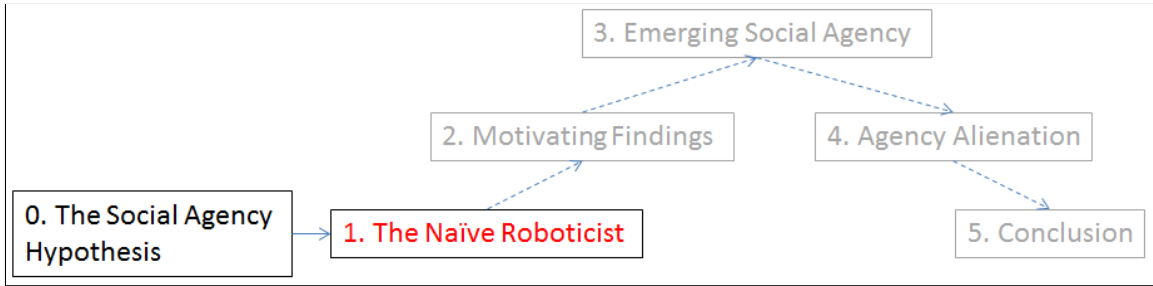 3. Emerging Social Agency
2. Motivating Findings
4. Agency Alienation
0. The Social Agency
Hypothesis
1. The Naïve Roboticist
5. Conclusion